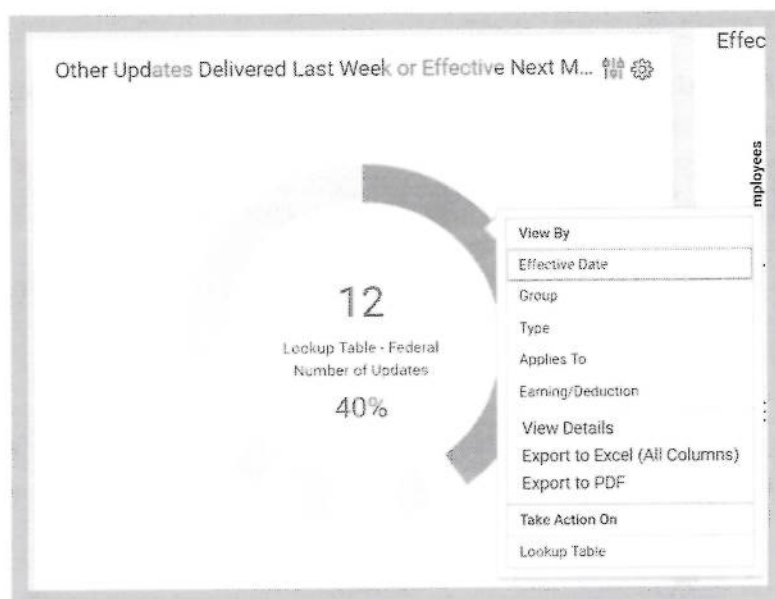 Effec
Other Updates Delivered Last Week or Effective Next M...
mployees
12
Lookup Table - Federal
Number of Updates
40%
View By
Effective Date
Group
Type
Applies To
Earning/Deduction
View Details
Export to Excel (All Columns)
Export to PDF
Take Action On
Lookup Table